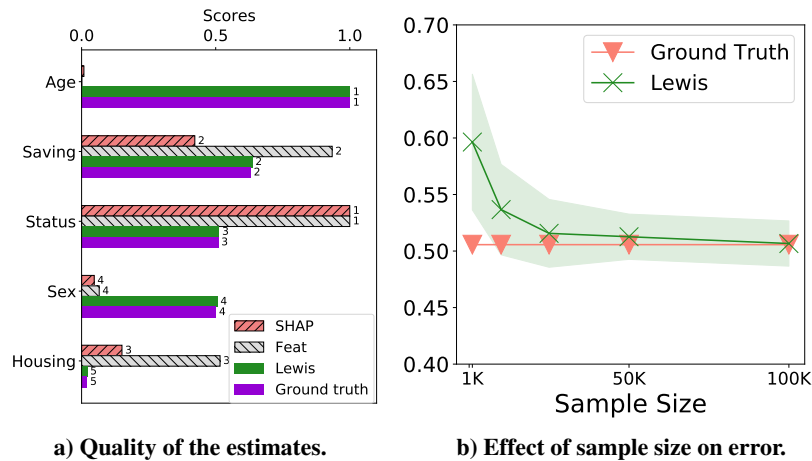 Scores
0.0 0.5 1.0
Age
1
1
Saving
2
2
2
2
Status
1
1
3
3
Sex
4
4
4
4
Housing
3
3
5
5
SHAP
Feat
Lewis
Ground truth
a) Quality of the estimates.
0.70
0.65
0.60
0.55
0.50
0.45
0.40
Ground Truth
Lewis
1K 50K 100K
Sample Size
b) Effect of sample size on error.